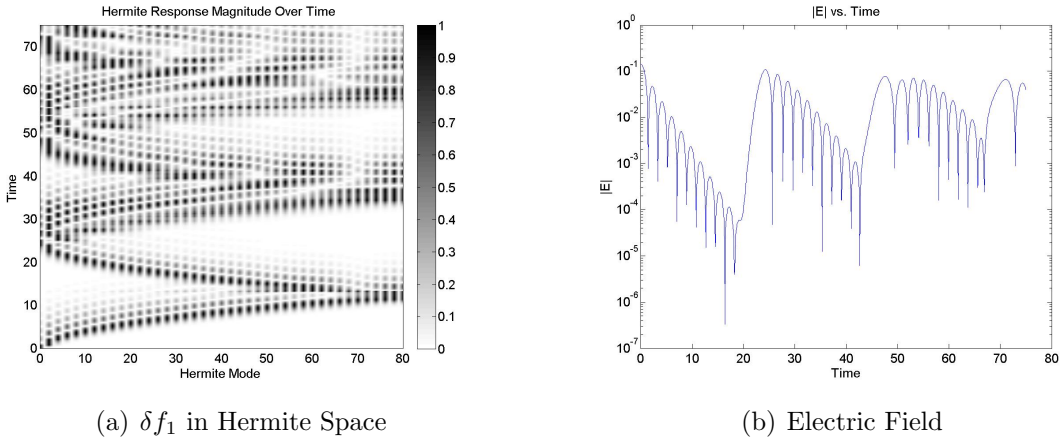 Hermite Response Magnitude Over Time
Time
70
60
50
40
30
20
10
0
0 10 20 30 40 50 60 70 80
Hermite Mode
1
0.9
0.8
0.7
0.6
0.5
0.4
0.3
0.2
0.1
0
(a) δf₁ in Hermite Space
|E| vs. Time
|E|
10⁰
10⁻¹
10⁻²
10⁻³
10⁻⁴
10⁻⁵
10⁻⁶
10⁻⁷
0 10 20 30 40 50 60 70 80
Time
(b) Electric Field